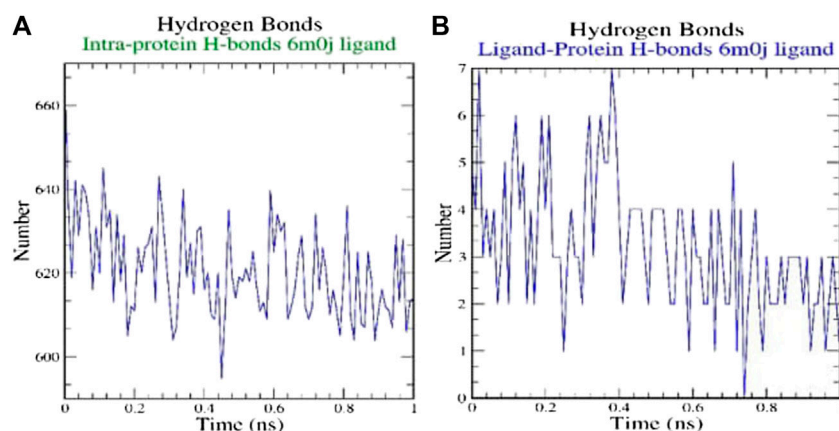 A
Hydrogen Bonds
Intra-protein H-bonds 6m0j ligand
660
640
620
600
Number
0
0.2
0.4
0.6
0.8
1
Time (ns)
B
Hydrogen Bonds
Ligand-Protein H-bonds 6m0j ligand
7
6
5
4
3
2
1
0
Number
0
0.2
0.4
0.6
0.8
Time (ns)